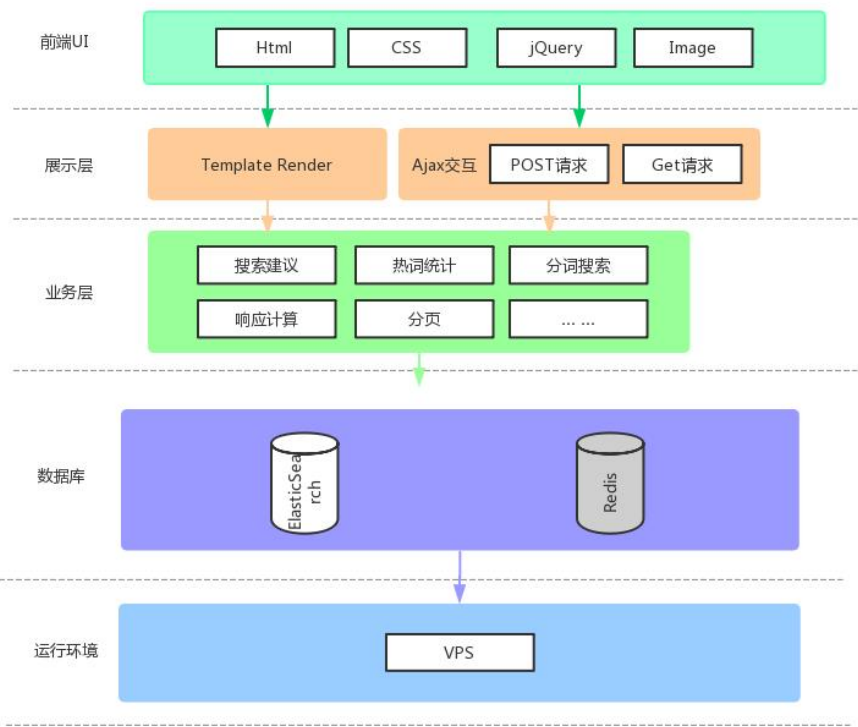 前端UI
Html
CSS
jQuery
Image
展示层
Template Render
Ajax交互
POST请求
Get请求
业务层
搜索建议
热词统计
分词搜索
响应计算
分页
... ...
数据库
ElasticSea
rch
Redis
运行环境
VPS